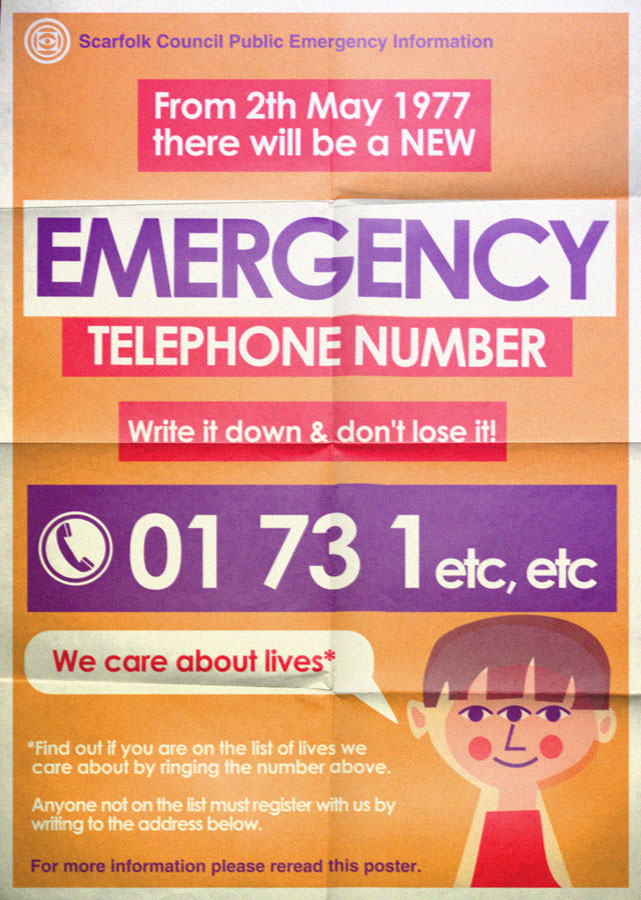 Scarfolk Council Public Emergency Information
From 2th May 1977
there will be a NEW
EMERGENCY
TELEPHONE NUMBER
Write it down & don't lose it!
01 73 1 etc, etc
We care about lives*
*Find out if you are on the list of lives we
care about by ringing the number above.
Anyone not on the list must register with us by
writing to the address below.
For more information please reread this poster.